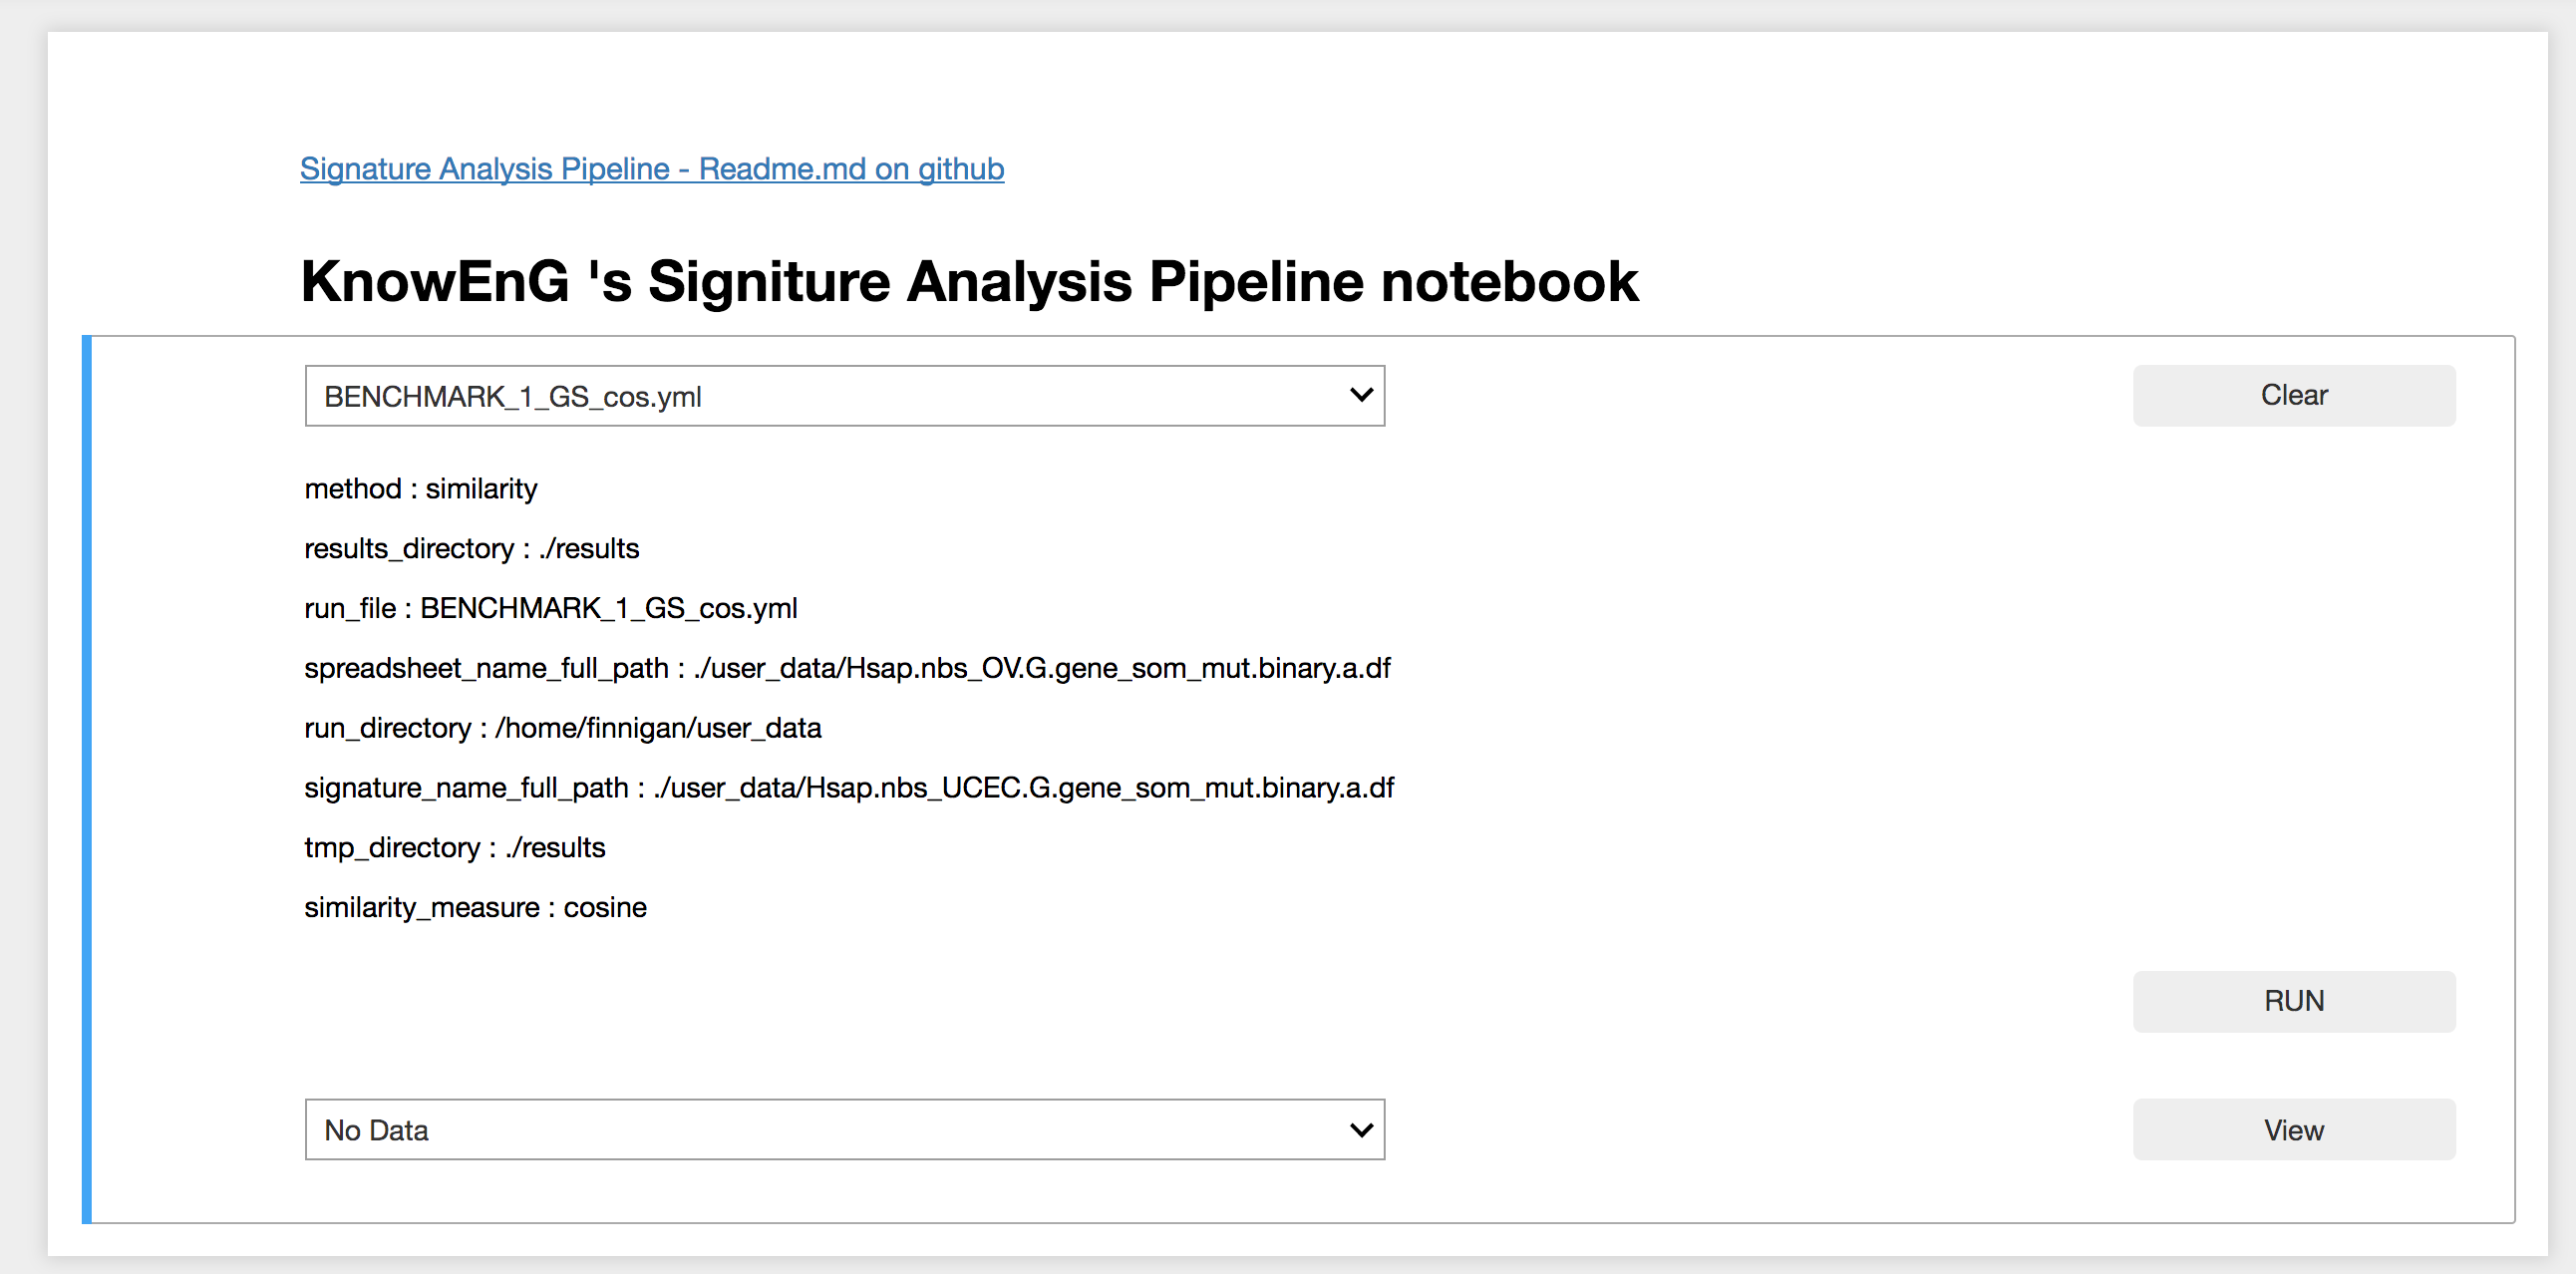 Signature Analysis Pipeline - Readme.md on github
KnowEnG 's Signiture Analysis Pipeline notebook
BENCHMARK_1_GS_cos.yml
Clear
method : similarity
results_directory : ./results
run_file : BENCHMARK_1_GS_cos.yml
spreadsheet_name_full_path : ./user_data/Hsap.nbs_OV.G.gene_som_mut.binary.a.df
run_directory : /home/finnigan/user_data
signature_name_full_path : ./user_data/Hsap.nbs_UCEC.G.gene_som_mut.binary.a.df
tmp_directory : ./results
similarity_measure : cosine
RUN
No Data
View